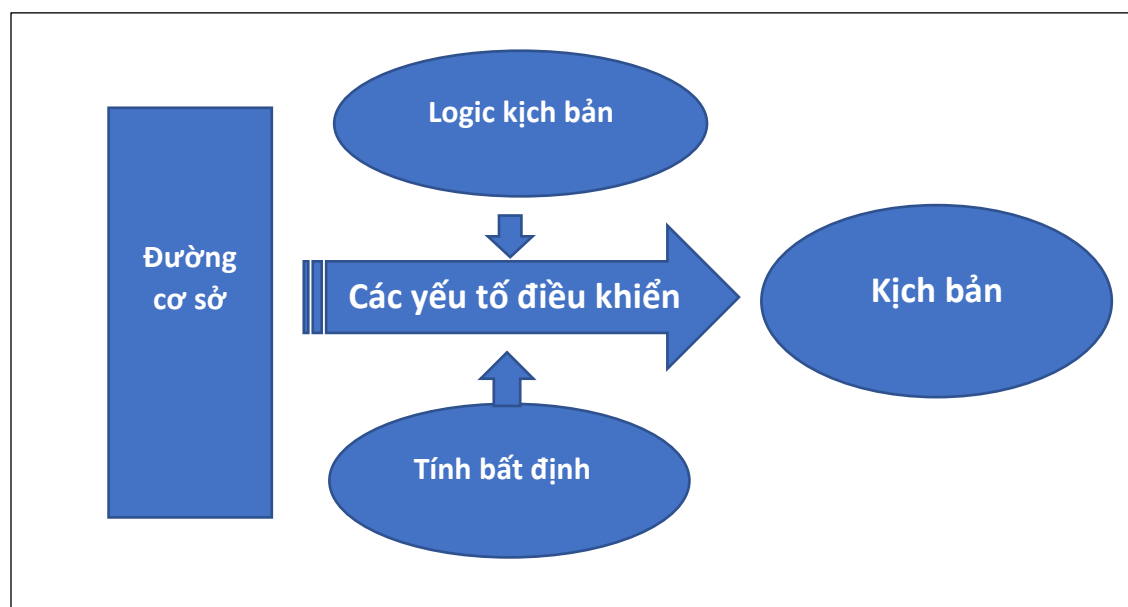 Logic kịch bản
Đường
cơ sở
Các yếu tố điều khiển
Kịch bản
Tính bất định